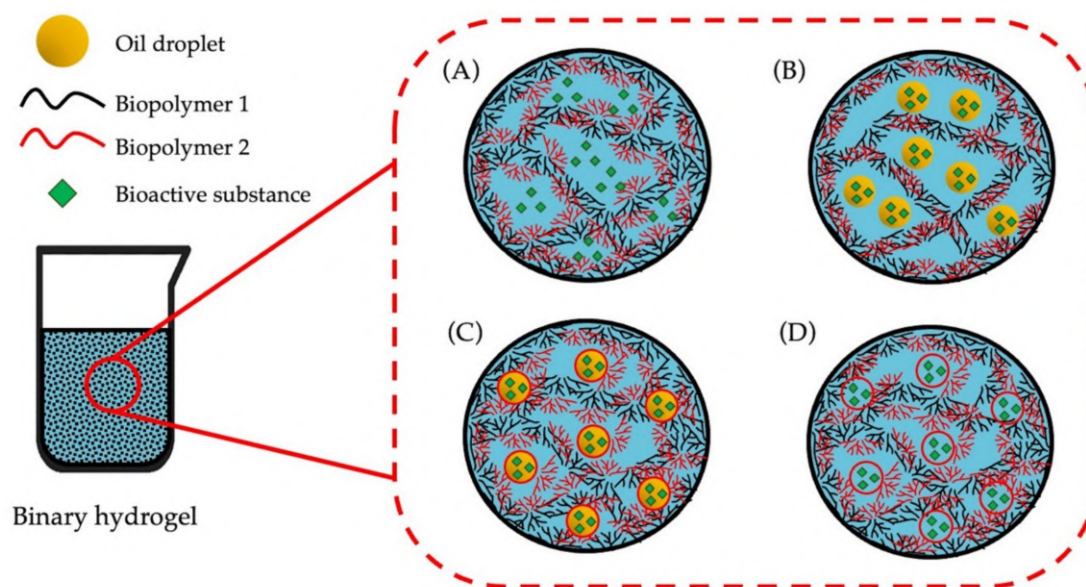 Oil droplet
Biopolymer 1
Biopolymer 2
Bioactive substance
Binary hydrogel
(A)
(B)
(C)
(D)